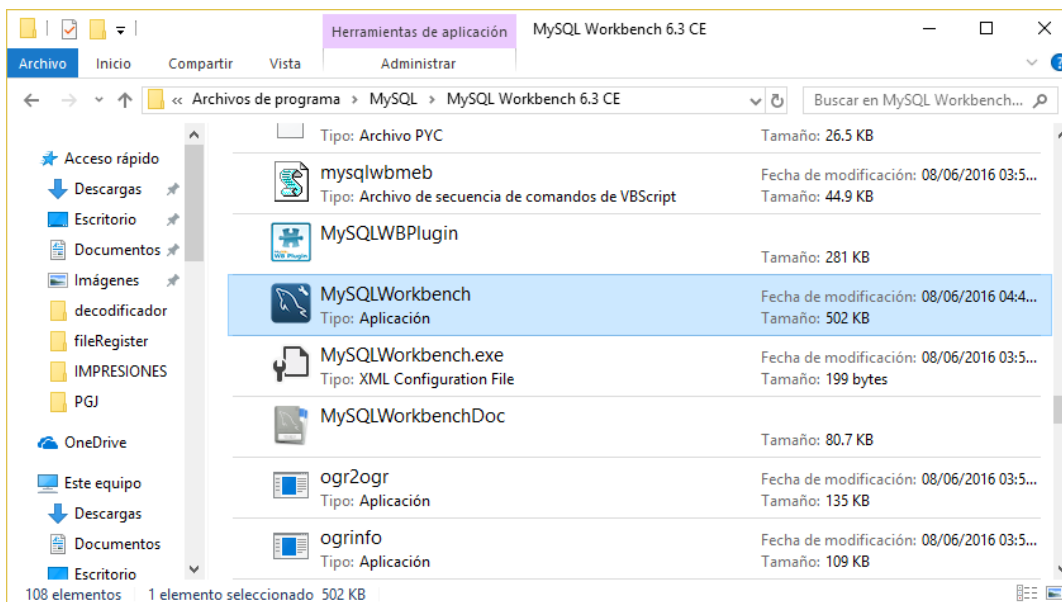 Herramientas de aplicación
MySQL Workbench 6.3 CE
Archivo Inicio Compartir Vista Administrar
« Archivos de programa > MySQL > MySQL Workbench 6.3 CE
Buscar en MySQL Workbench...
Acceso rápido
Descargas
Escritorio
Documentos
Imágenes
decodificador
fileRegister
IMPRESIONES
PGJ
OneDrive
Este equipo
Descargas
Documentos
Escritorio
Tipo: Archivo PYC Tamaño: 26.5 KB
mysqlwbmeb Fecha de modificación: 08/06/2016 03:5...
Tipo: Archivo de secuencia de comandos de VBScript Tamaño: 44.9 KB
MySQLWBPlugin
WB Plugin
Tamaño: 281 KB
MySQLWorkbench Fecha de modificación: 08/06/2016 04:4...
Tipo: Aplicación Tamaño: 502 KB
MySQLWorkbench.exe Fecha de modificación: 08/06/2016 03:5...
Tipo: XML Configuration File Tamaño: 199 bytes
MySQLWorkbenchDoc
Tamaño: 80.7 KB
ogr2ogr Fecha de modificación: 08/06/2016 03:5...
Tipo: Aplicación Tamaño: 135 KB
ogrinfo Fecha de modificación: 08/06/2016 03:5...
Tipo: Aplicación Tamaño: 109 KB
108 elementos 1 elemento seleccionado 502 KB